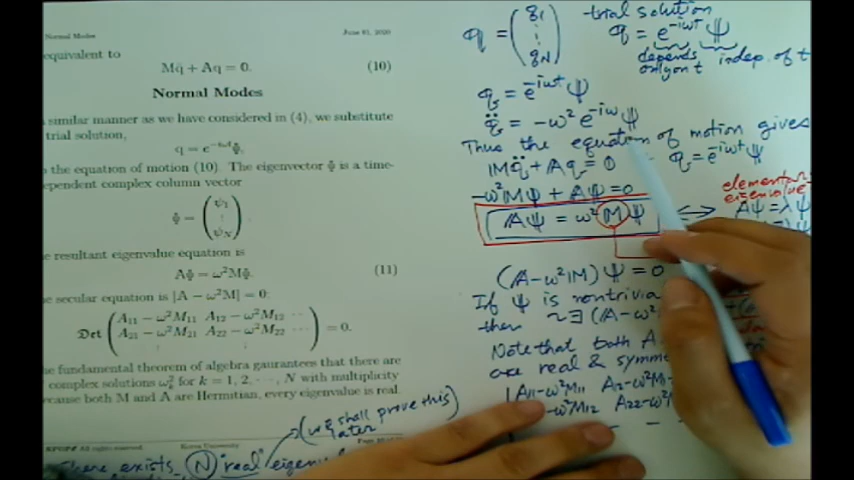 Normal Modes
June 01, 2020
equivalent to
Mq̈ + Aq = 0. (10)
Normal Modes
similar manner as we have considered in (4), we substitute
trial solution,
q = e^{-iωt}ψ,
the equation of motion (10). The eigenvector ψ is a time-
ependent complex column vector
ψ = (ψ1 ⋮ ψN)
e resultant eigenvalue equation is
Aψ = ω²Mψ. (11)
e secular equation is |A − ω²M| = 0:
Det ( A11 − ω²M11 A12 − ω²M12 ⋯
A21 − ω²M21 A22 − ω²M22 ⋯
⋮ ⋮ ) = 0.
e fundamental theorem of algebra gaurantees that there are
complex solutions ω²k for k = 1, 2, ⋯, N with multiplicity
ecause both M and A are Hermitian, every eigenvalue is real.
(we shall prove this later)
There exists N "real" eigen
q = (q1 ⋮ qN)
-trial solution
q = e^{-iωt} ψ
depends only on t
indep. of t
q = e^{-iωt} ψ
q̈ = -ω² e^{-iω} ψ
Thus the equation of motion gives
Mq̈ + Aq = 0
q = e^{-iωt} ψ
-ω²Mψ + Aψ = 0
elementar
eigenvalue
Aψ = ω² M ψ
⟷ Aψ = λψ
(A-ω²M) ψ = 0
If ψ is nontrivia
then ~∃ (A-ω²
Note that both A
are real & symme
A11-ω²M11 A12-ω²M
-ω²M12 A22-ω²M